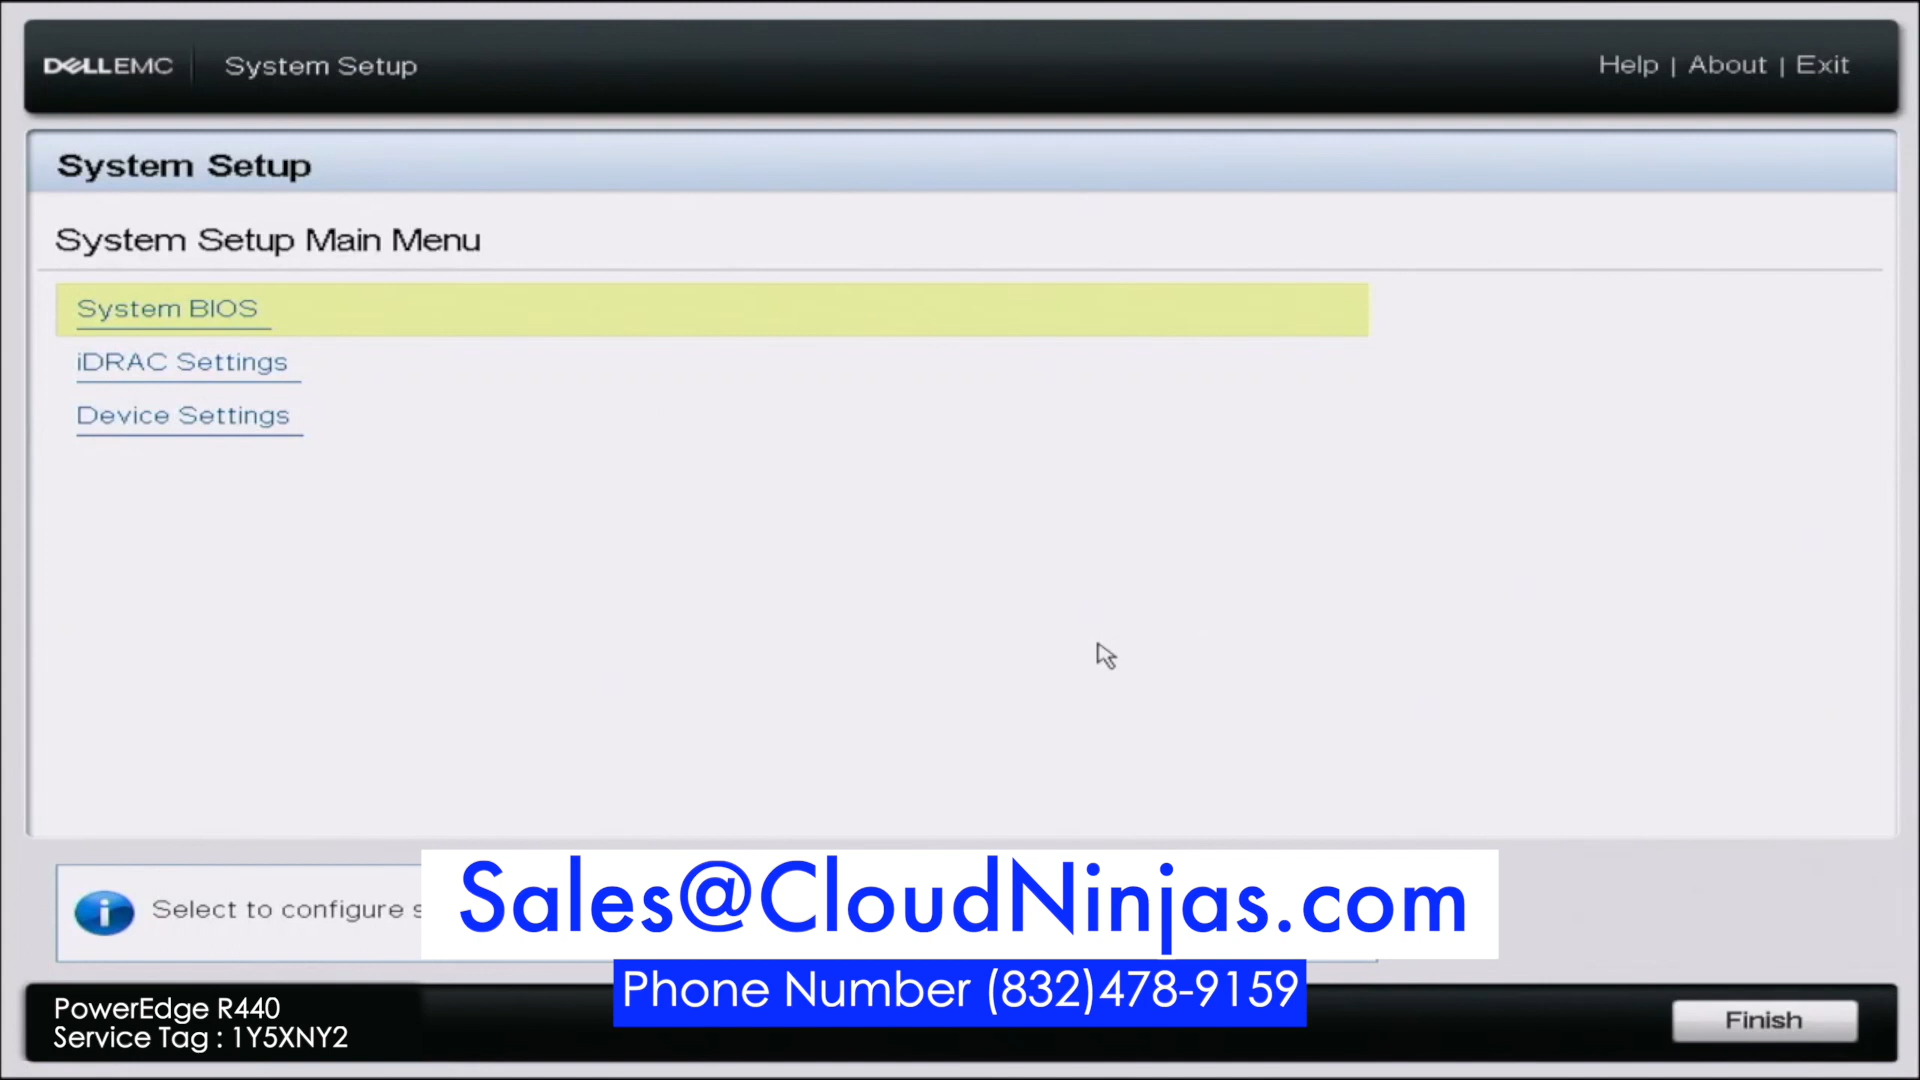 DELLEMC System Setup Help | About | Exit
System Setup
System Setup Main Menu
System BIOS
iDRAC Settings
Device Settings
Select to configure
Sales@CloudNinjas.com
Phone Number (832)478-9159
PowerEdge R440
Service Tag : 1Y5XNY2
Finish